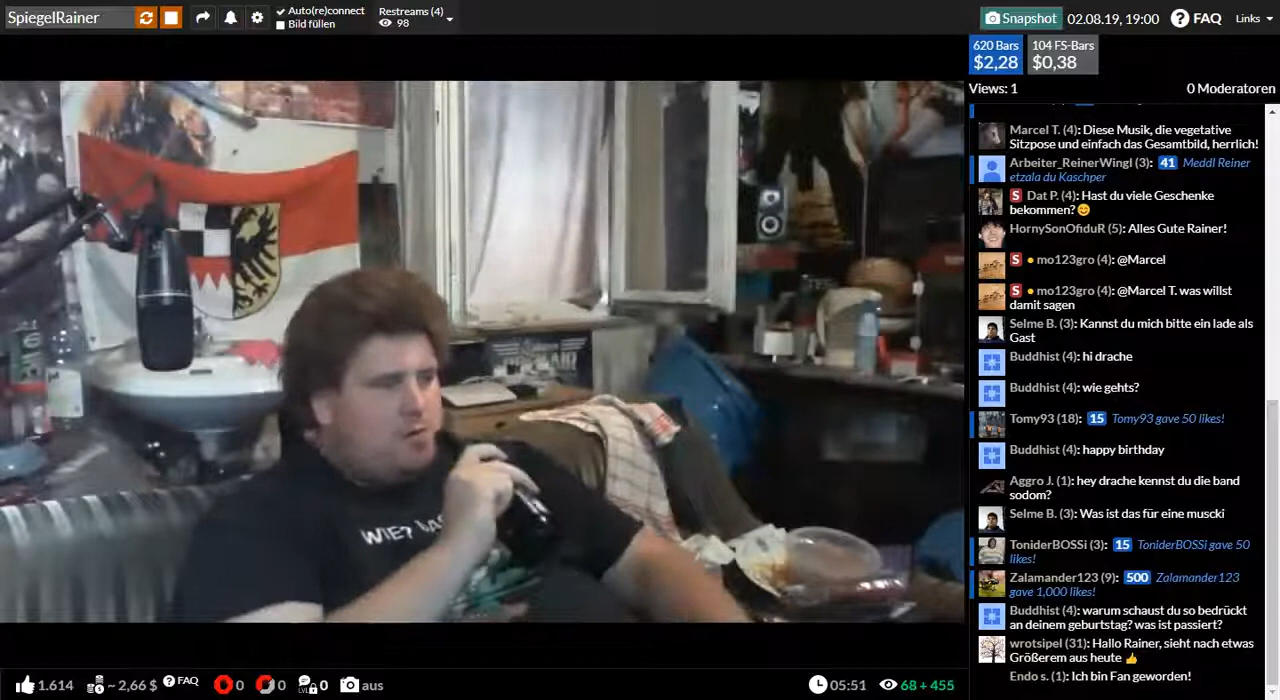 SpiegelRainer
Auto(re)connect
Bild füllen
Restreams (4)
98
Snapshot
02.08.19, 19:00
FAQ
Links
620 Bars
$2,28
104 FS-Bars
$0,38
Views: 1
0 Moderatoren
Marcel T. (4): Diese Musik, die vegetative
Sitzpose und einfach das Gesamtbild, herrlich!
Arbeiter_ReinerWingl (3): 41 Meddl Reiner
etzala du Kaschper
S Dat P. (4): Hast du viele Geschenke
bekommen?😊
HornySonOfiduR (5): Alles Gute Rainer!
S mo123gro (4): @Marcel
S mo123gro (4): @Marcel T. was willst
damit sagen
Selme B. (3): Kannst du mich bitte ein lade als
Gast
Buddhist (4): hi drache
Buddhist (4): wie gehts?
Tomy93 (18): 15 Tomy93 gave 50 likes!
Buddhist (4): happy birthday
Aggro J. (1): hey drache kennst du die band
sodom?
Selme B. (3): Was ist das für eine muscki
ToniderBOSSi (3): 15 ToniderBOSSi gave 50
likes!
Zalamander123 (9): 500 Zalamander123
gave 1,000 likes!
Buddhist (4): warum schaust du so bedrückt
an deinem geburtstag? was ist passiert?
wrotsipel (31): Hallo Rainer, sieht nach etwas
Größerem aus heute 👍
Endo s. (1): Ich bin Fan geworden!
WIE?
1.614
~ 2,66 $
FAQ
0
0
LVL
0
aus
05:51
68 + 455